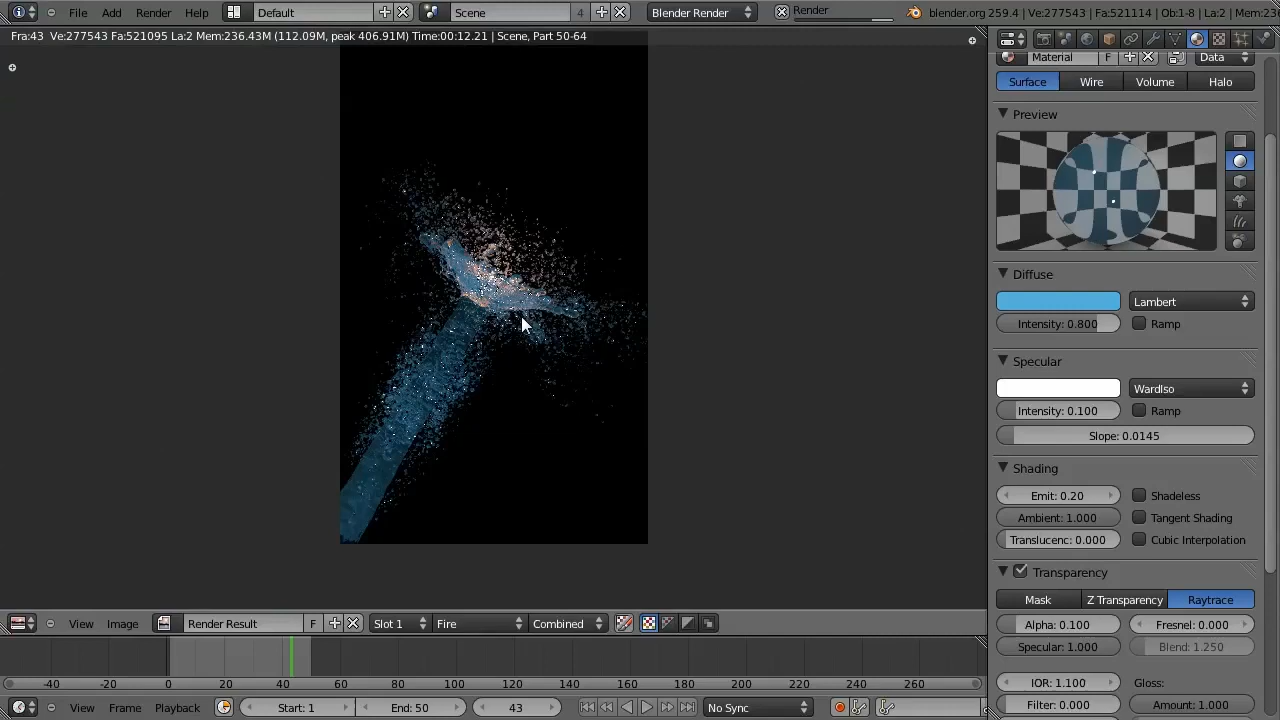 File Add Render Help Default Scene 4 Blender Render Render blender.org 259.4 | Ve:277543 | Fa:521114 | Ob:1-8 | La:2 | Mem:23
Fra:43 Ve:277543 Fa:521095 La:2 Mem:236.43M (112.09M, peak 406.91M) Time:00:12.21 | Scene, Part 50-64
Material F Data
Surface Wire Volume Halo
Preview
Diffuse
Lambert
Intensity: 0.800 Ramp
Specular
WardIso
Intensity: 0.100 Ramp
Slope: 0.0145
Shading
Emit: 0.20 Shadeless
Ambient: 1.000 Tangent Shading
Translucenc: 0.000 Cubic Interpolation
Transparency
Mask Z Transparency Raytrace
Alpha: 0.100 Fresnel: 0.000
Specular: 1.000 Blend: 1.250
IOR: 1.100 Gloss:
Filter: 0.000 Amount: 1.000
View Image Render Result F Slot 1 Fire Combined
-40 -20 0 20 40 60 80 100 120 140 160 180 200 220 240 260
View Frame Playback Start: 1 End: 50 43 No Sync